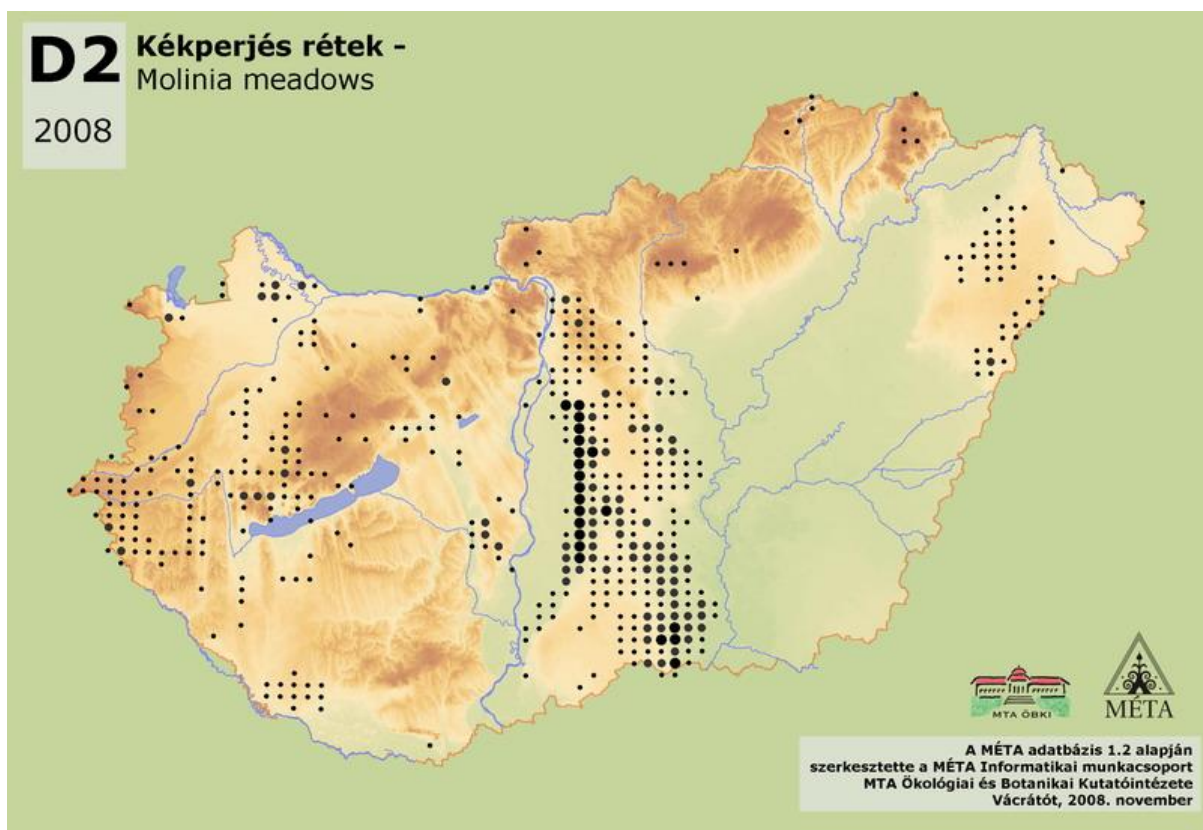 D2
Kékperjés rétek -
Molinia meadows
2008
MTA ÖBKI
MÉTA
A MÉTA adatbázis 1.2 alapján
szerkesztette a MÉTA Informatikai munkacsoport
MTA Ökológiai és Botanikai Kutatóintézete
Vácrátót, 2008. november